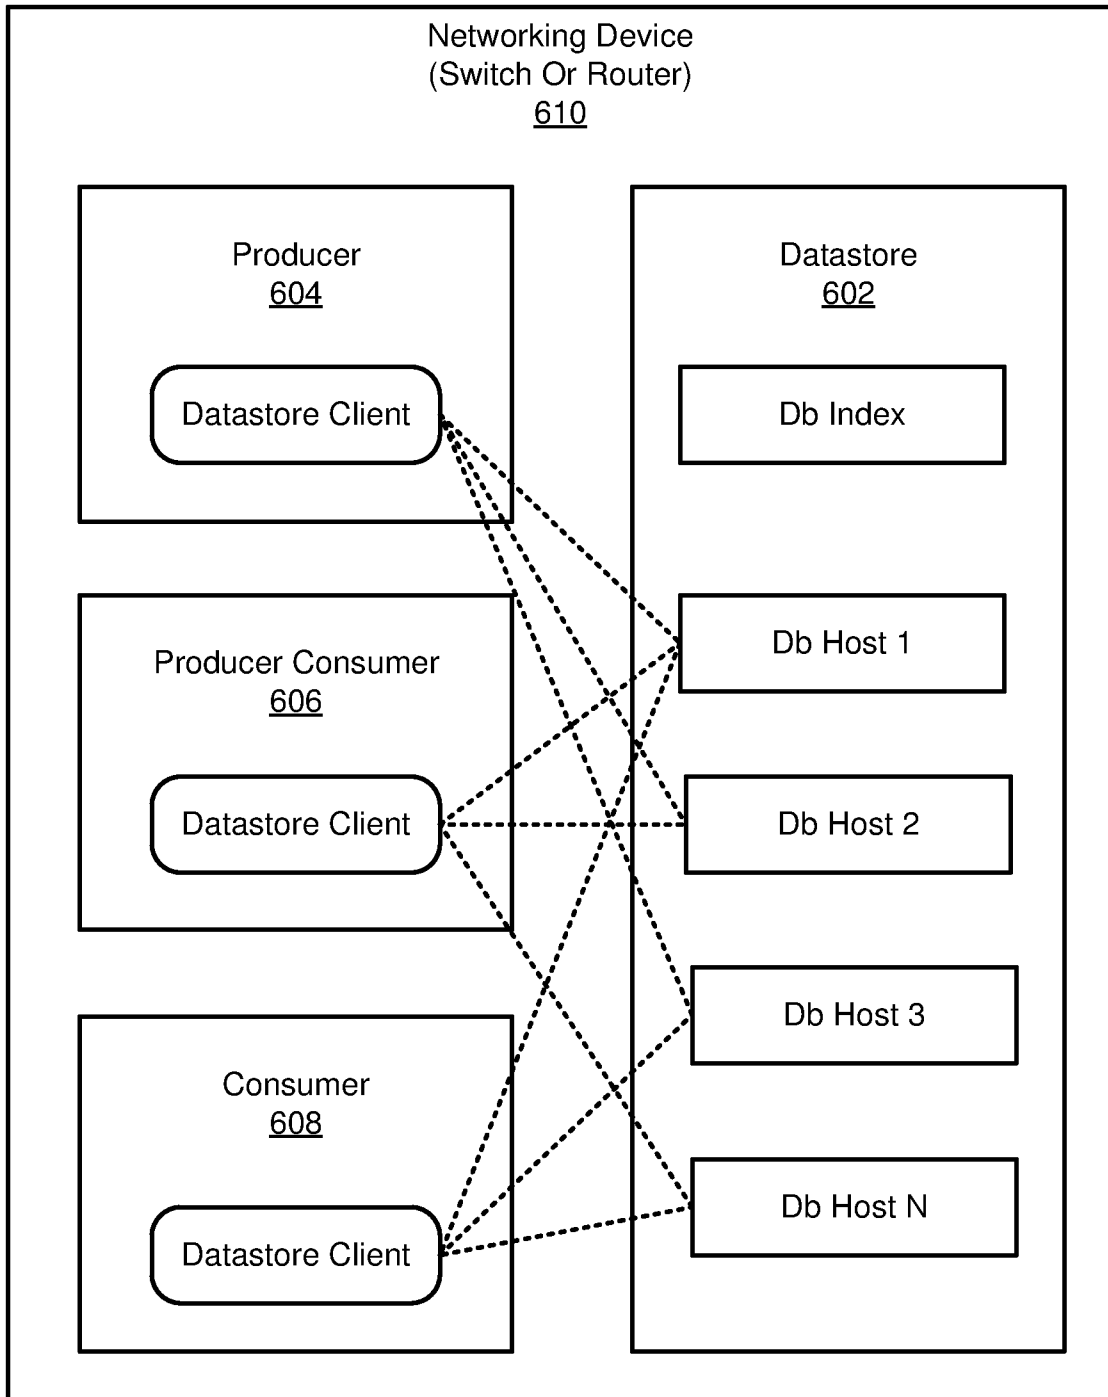 Networking Device
(Switch Or Router)
610
Producer
604
Datastore Client
Producer Consumer
606
Datastore Client
Consumer
608
Datastore Client
Datastore
602
Db Index
Db Host 1
Db Host 2
Db Host 3
Db Host N